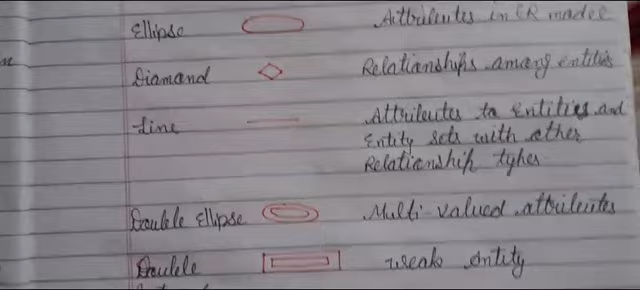 Ellipse Attributes in ER model
Diamand Relationships among entities
Line Attributes to Entities and
Entity sets with other
Relationship types
Double Ellipse Multi-valued attributes
Double weak entity